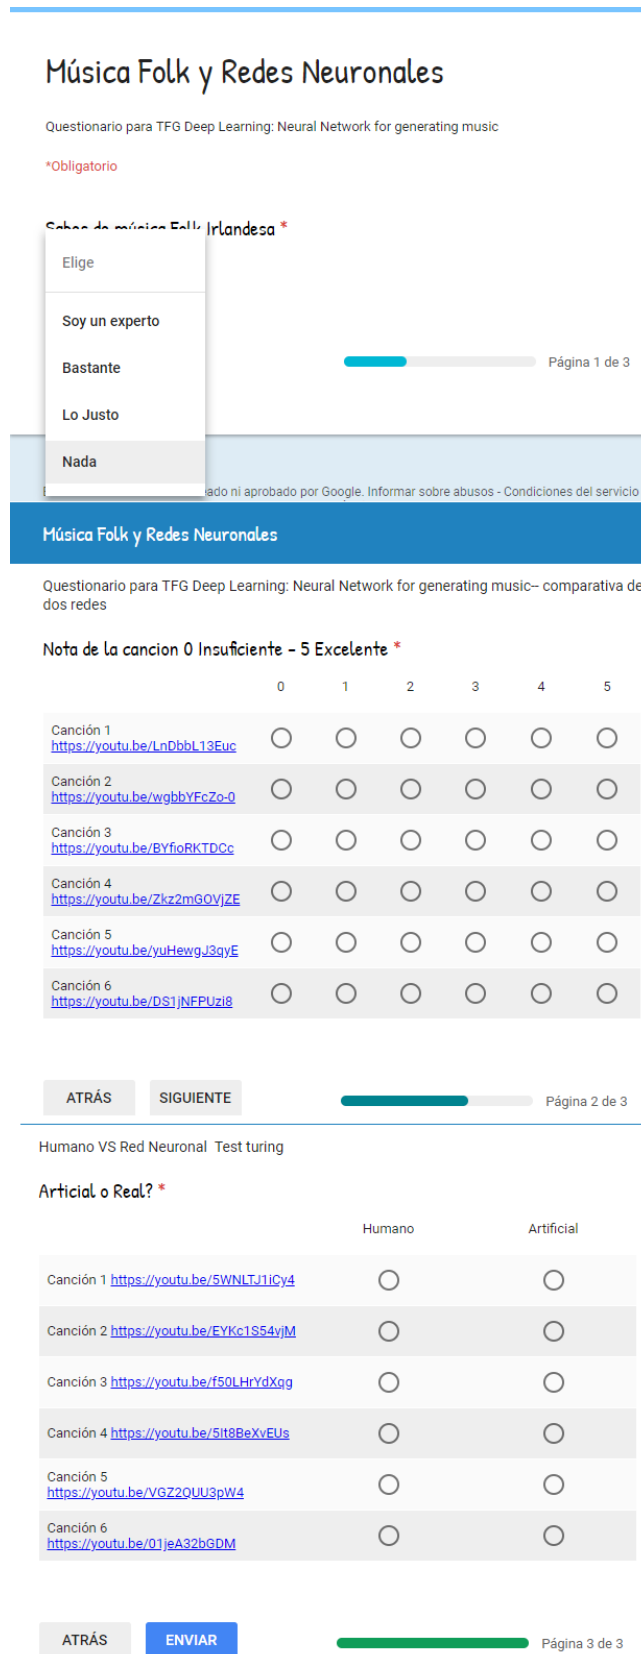 Música Folk y Redes Neuronales
Questionario para TFG Deep Learning: Neural Network for generating music
*Obligatorio
Sabes de música Folk Irlandesa *
Elige
Soy un experto
Bastante
Lo Justo
Nada
Página 1 de 3
ado ni aprobado por Google. Informar sobre abusos - Condiciones del servicio
Música Folk y Redes Neuronales
Questionario para TFG Deep Learning: Neural Network for generating music-- comparativa de
dos redes
Nota de la cancion 0 Insuficiente - 5 Excelente *
0 1 2 3 4 5
Canción 1
https://youtu.be/LnDbbL13Euc
Canción 2
https://youtu.be/wgbbYFcZo-0
Canción 3
https://youtu.be/BYfioRKTDCc
Canción 4
https://youtu.be/Zkz2mGOVjZE
Canción 5
https://youtu.be/yuHewgJ3qyE
Canción 6
https://youtu.be/DS1jNFPUzi8
ATRÁS SIGUIENTE Página 2 de 3
Humano VS Red Neuronal Test turing
Articial o Real? *
Humano Artificial
Canción 1 https://youtu.be/5WNLTJ1iCy4
Canción 2 https://youtu.be/EYKc1S54vjM
Canción 3 https://youtu.be/f50LHrYdXqg
Canción 4 https://youtu.be/5It8BeXvEUs
Canción 5
https://youtu.be/VGZ2QUU3pW4
Canción 6
https://youtu.be/01jeA32bGDM
ATRÁS ENVIAR Página 3 de 3